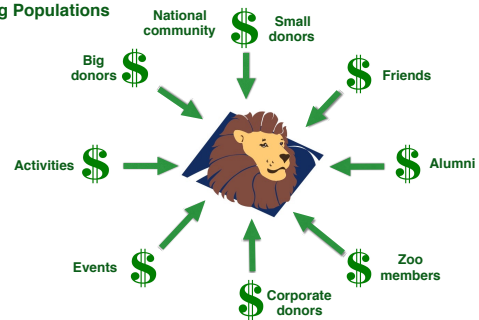 g Populations
National
community
$
Small
donors
Big
donors
$
$
Friends
Activities
$
$
Alumni
Events
$
$
Zoo
members
$
Corporate
donors